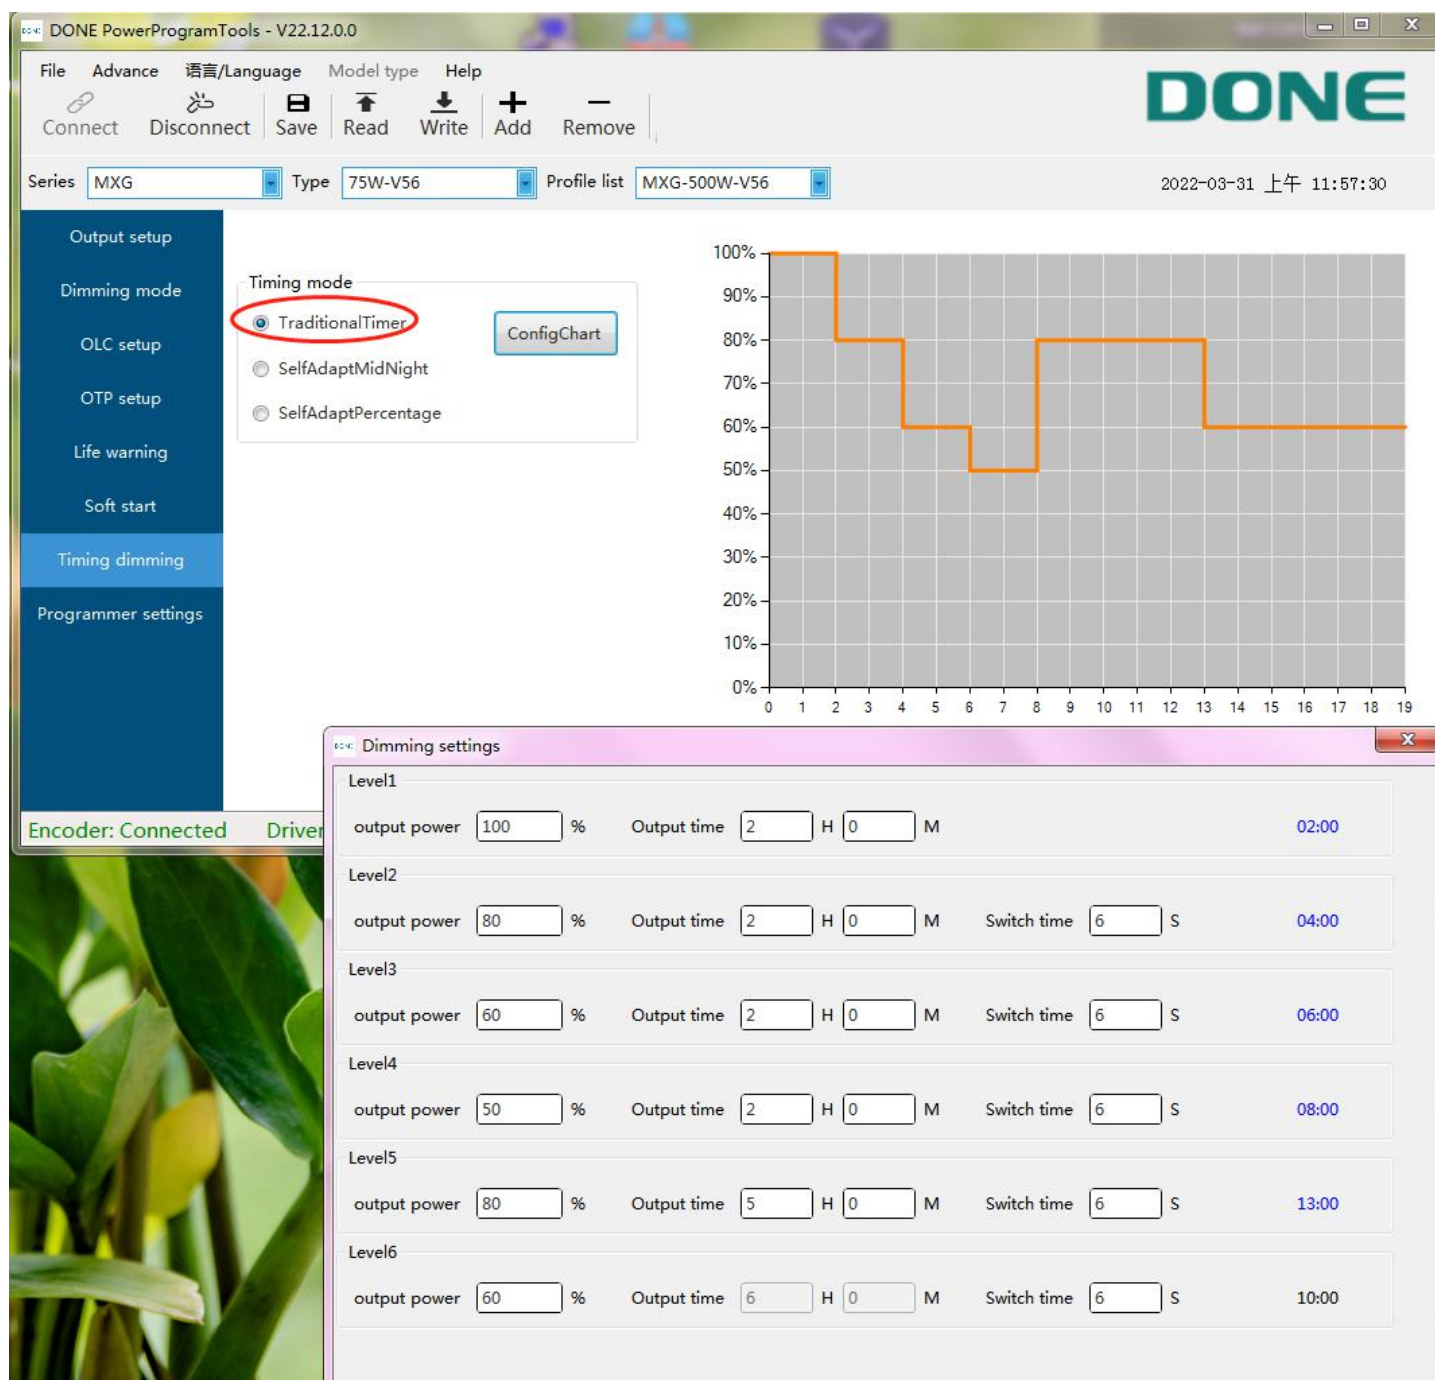 DONE PowerProgramTools - V22.12.0.0
File Advance 语言/Language Model type Help
Connect Disconnect Save Read Write Add Remove
DONE
Series MXG Type 75W-V56 Profile list MXG-500W-V56 2022-03-31 上午 11:57:30
Output setup
Dimming mode
OLC setup
OTP setup
Life warning
Soft start
Timing dimming
Programmer settings
Timing mode
TraditionalTimer
ConfigChart
SelfAdaptMidNight
SelfAdaptPercentage
100%
90%
80%
70%
60%
50%
40%
30%
20%
10%
0%
0 1 2 3 4 5 6 7 8 9 10 11 12 13 14 15 16 17 18 19
Encoder: Connected Driver
Dimming settings
Level1
output power 100 % Output time 2 H 0 M 02:00
Level2
output power 80 % Output time 2 H 0 M Switch time 6 S 04:00
Level3
output power 60 % Output time 2 H 0 M Switch time 6 S 06:00
Level4
output power 50 % Output time 2 H 0 M Switch time 6 S 08:00
Level5
output power 80 % Output time 5 H 0 M Switch time 6 S 13:00
Level6
output power 60 % Output time 6 H 0 M Switch time 6 S 10:00